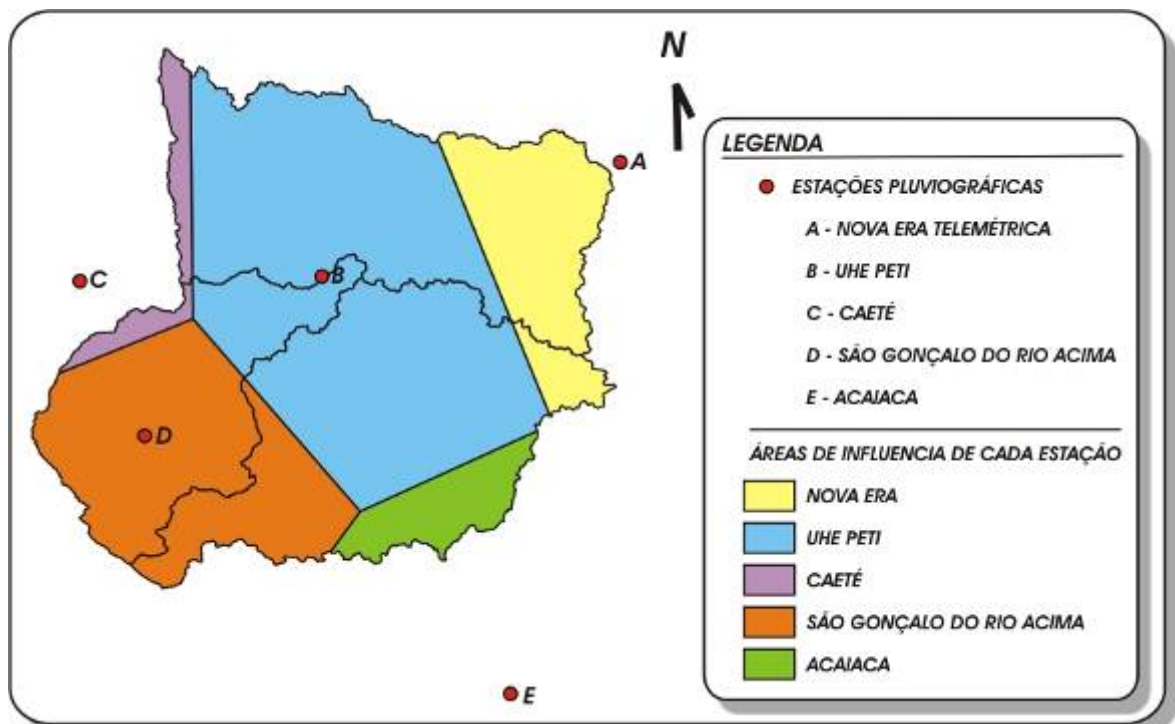 N
A
B
C
D
E
LEGENDA
ESTAÇÕES PLUVIOGRÁFICAS
A - NOVA ERA TELEMÉTRICA
B - UHE PETI
C - CAETÉ
D - SÃO GONÇALO DO RIO ACIMA
E - ACAIACA
ÁREAS DE INFLUENCIA DE CADA ESTAÇÃO
NOVA ERA
UHE PETI
CAETÉ
SÃO GONÇALO DO RIO ACIMA
ACAIACA